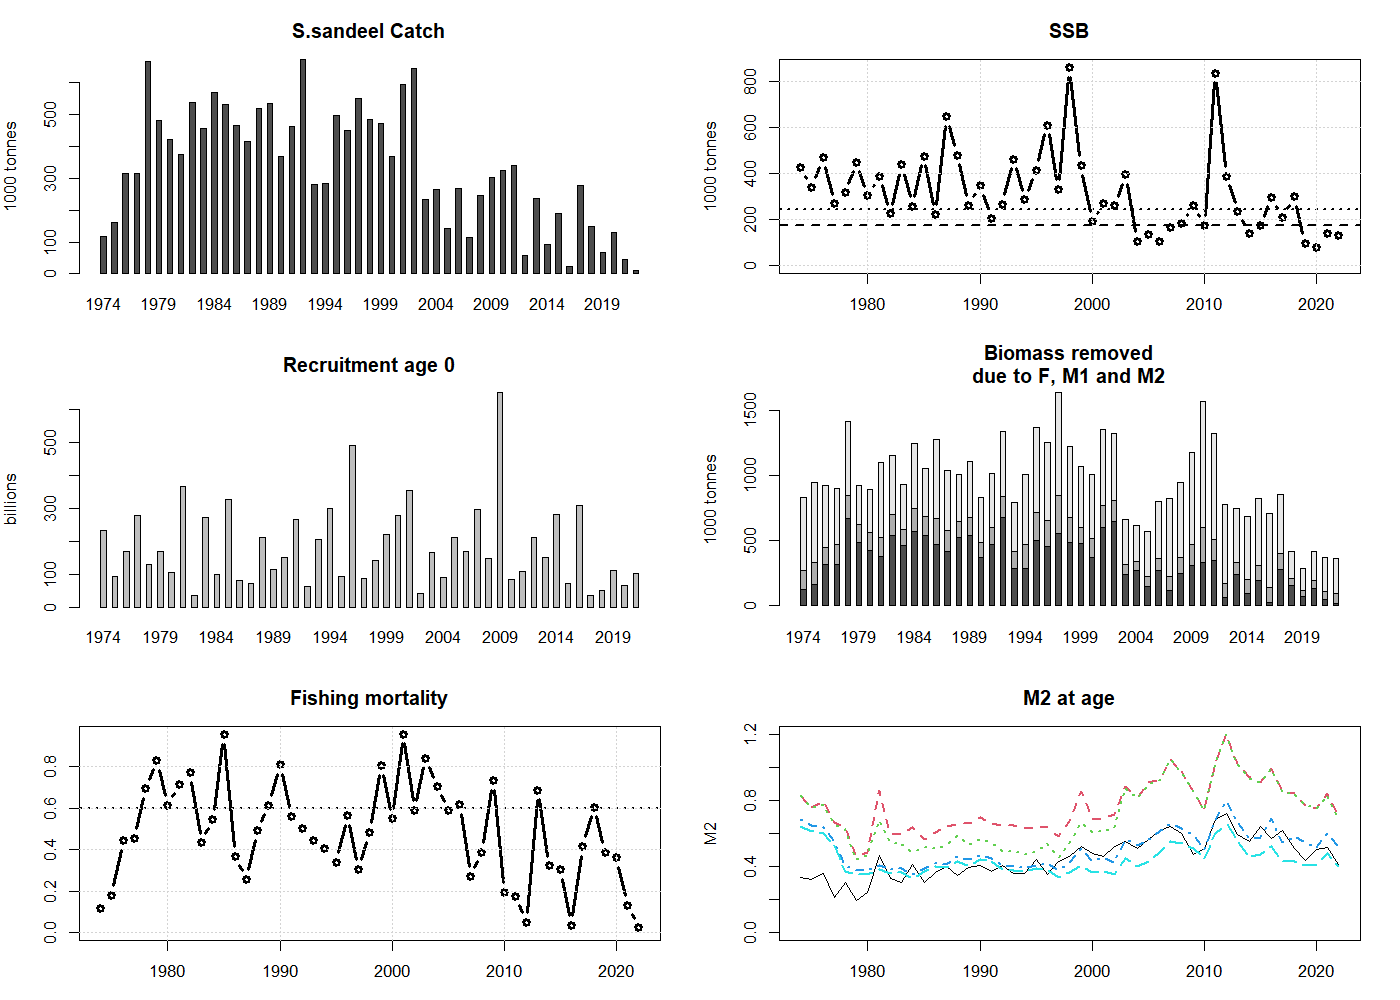 S.sandeel Catch
1000 tonnes
0 100 300 500
1974 1979 1984 1989 1994 1999 2004 2009 2014 2019
SSB
1000 tonnes
0 200 400 600 800
1980 1990 2000 2010 2020
Recruitment age 0
billions
0 100 300 500
1974 1979 1984 1989 1994 1999 2004 2009 2014 2019
Biomass removed
due to F, M1 and M2
1000 tonnes
0 500 1000 1500
1974 1979 1984 1989 1994 1999 2004 2009 2014 2019
Fishing mortality
0.0 0.2 0.4 0.6 0.8
1980 1990 2000 2010 2020
M2 at age
M2
0.0 0.4 0.8 1.2
1980 1990 2000 2010 2020